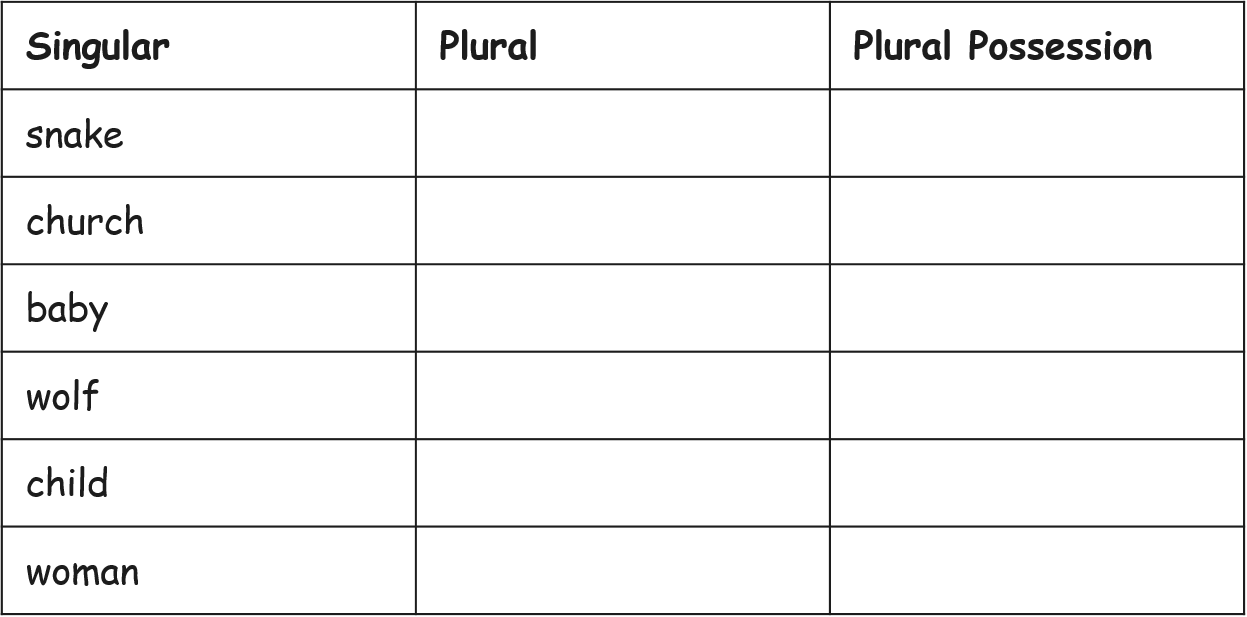 Singular Plural Plural Possession
snake
church
baby
wolf
child
woman